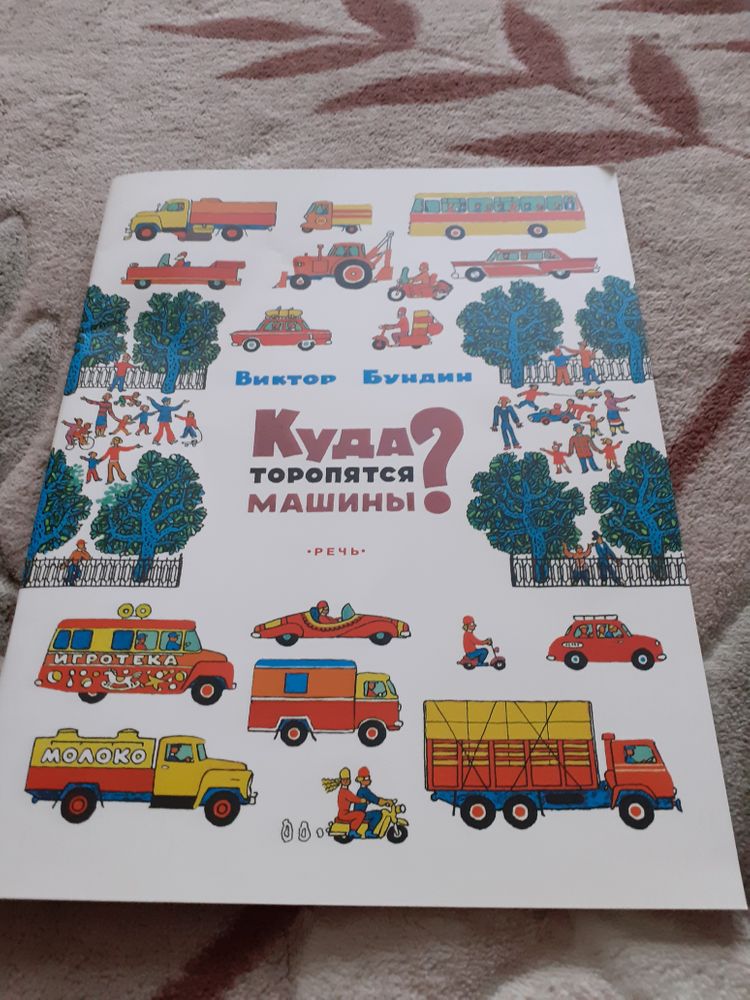 Виктор Бундин
Куда
торопятся
машины?
•РЕЧЬ•
ИГРОТЕКА
МОЛОКО